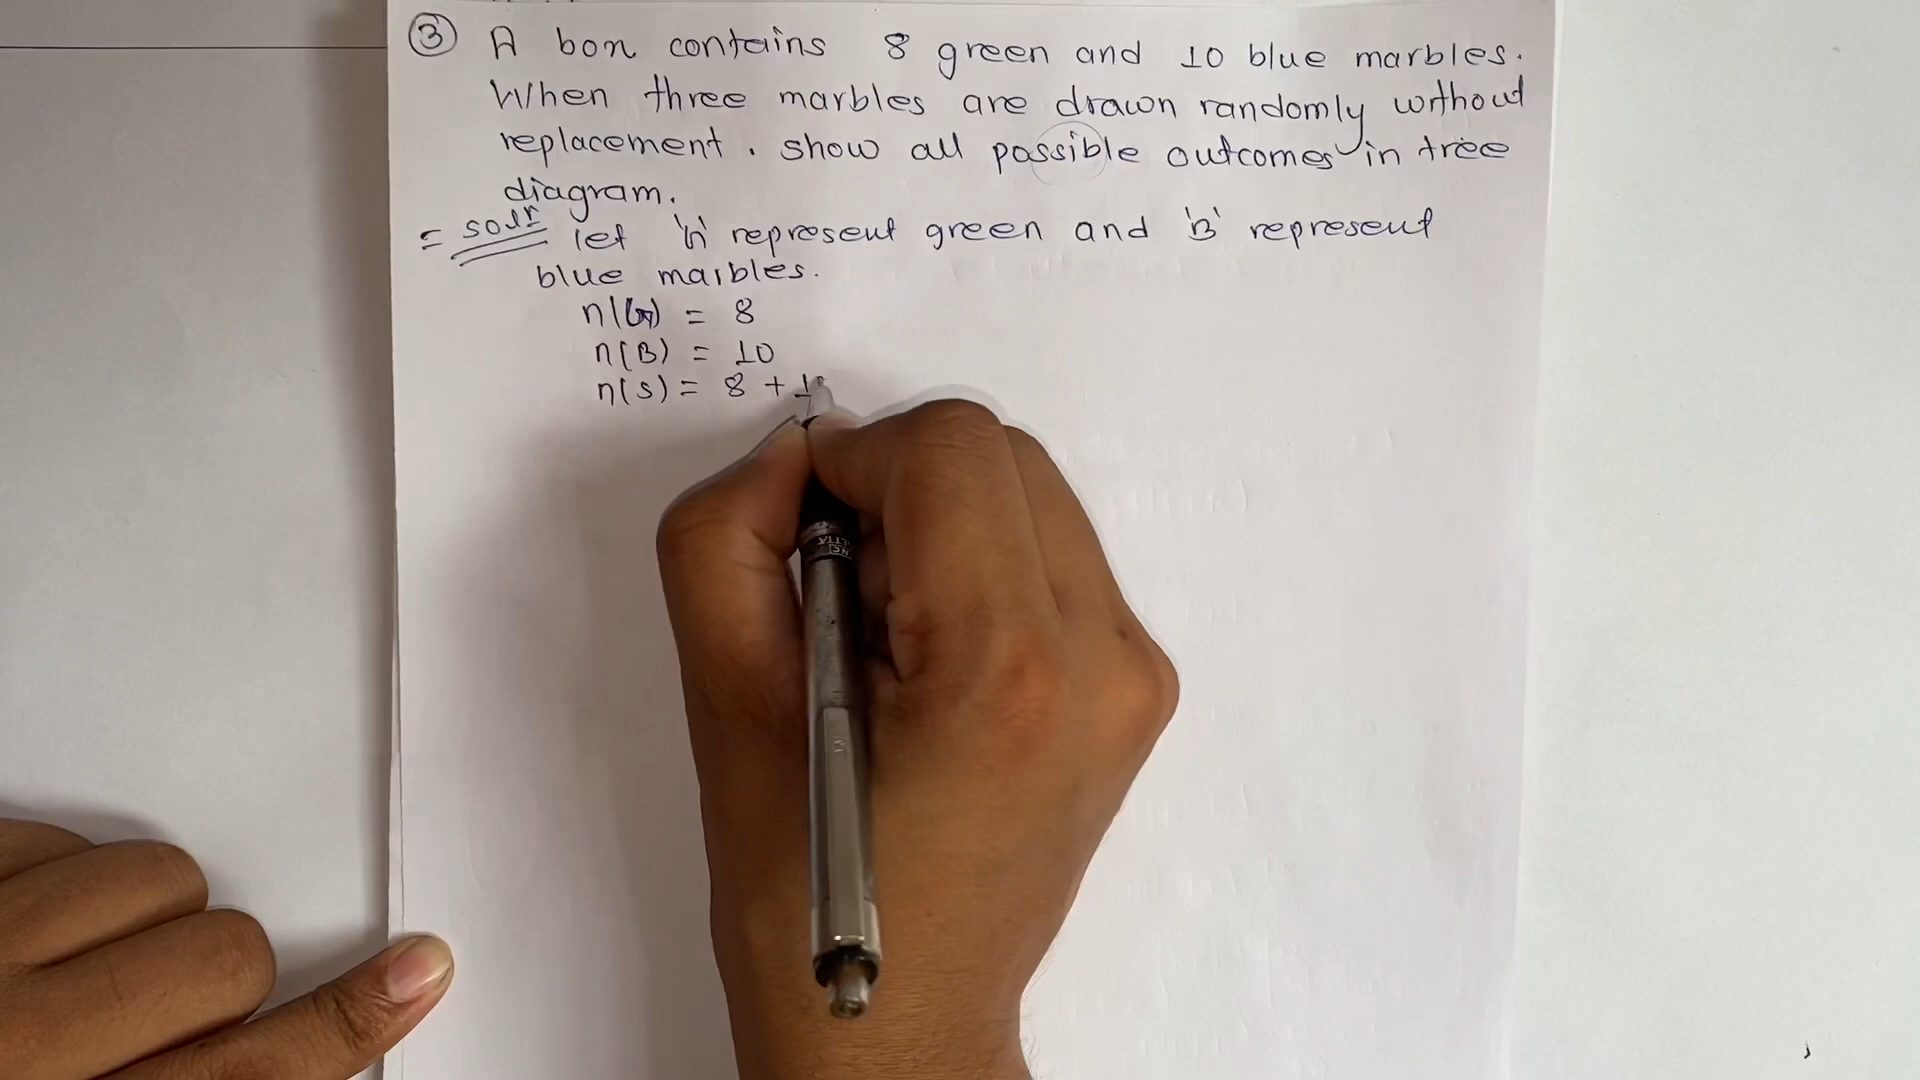 ③ A box contains 8 green and 10 blue marbles.
When three marbles are drawn randomly without
replacement. show all possible outcomes in tree
diagram.
= solⁿ let 'G' represent green and 'B' represent
blue marbles.
n(G) = 8
n(B) = 10
n(S) = 8 + 10